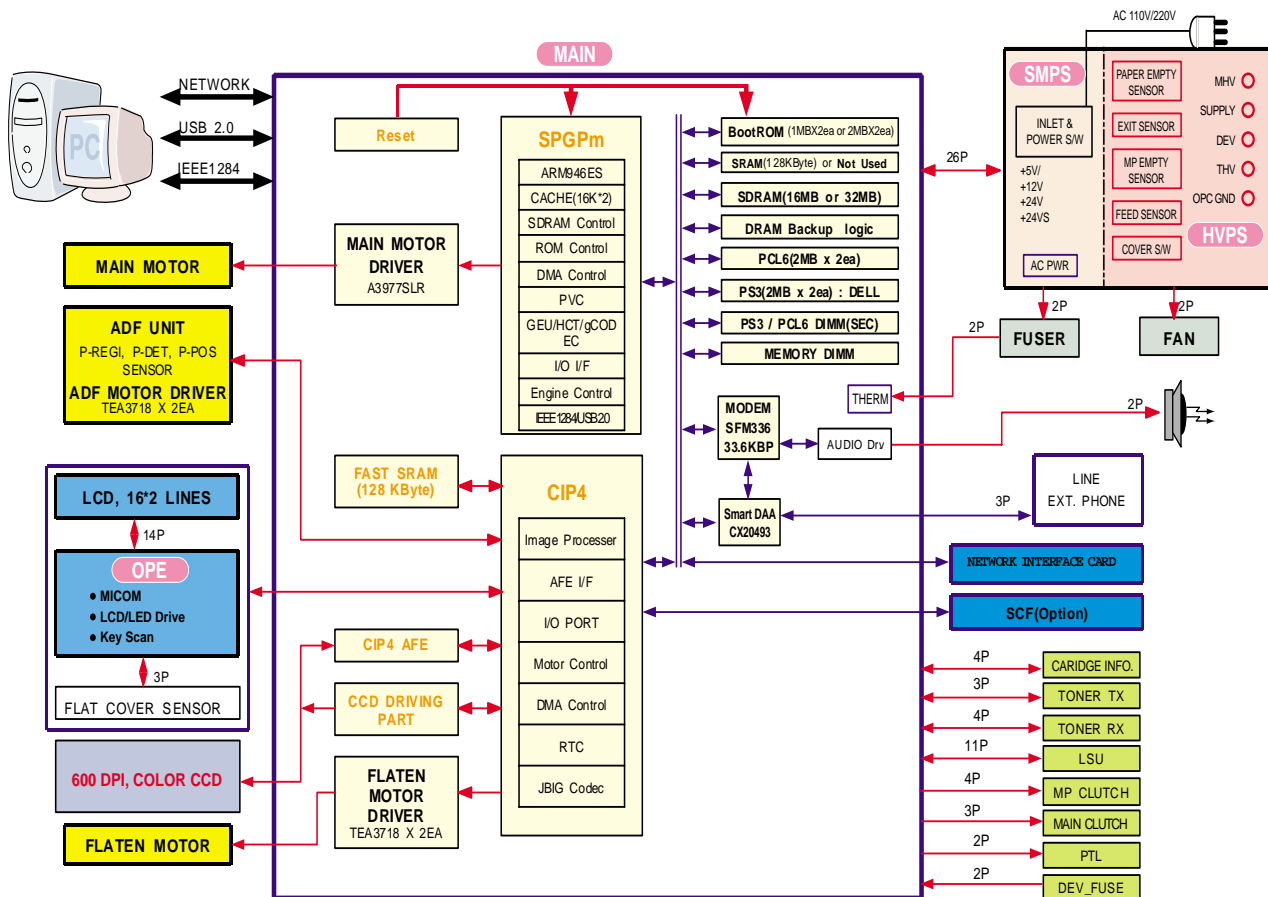 AC 110V/220V
MAIN
PC
NETWORK
USB 2.0
IEEE1284
Reset
SPGPm
ARM946ES
CACHE(16K*2)
SDRAM Control
ROM Control
DMA Control
PVC
GEU/HCT/gCOD
EC
I/O I/F
Engine Control
IEEE1284/USB2.0
MAIN MOTOR
DRIVER
A3977SLR
MAIN MOTOR
ADF UNIT
P-REGI, P-DET, P-POS
SENSOR
ADF MOTOR DRIVER
TEA3718 X 2EA
LCD, 16*2 LINES
14P
OPE
● MICOM
● LCD/LED Drive
● Key Scan
3P
FLAT COVER SENSOR
600 DPI, COLOR CCD
FLATEN MOTOR
FAST SRAM
(128 KByte)
CIP4 AFE
CCD DRIVING
PART
FLATEN
MOTOR
DRIVER
TEA3718 X 2EA
CIP4
Image Processer
AFE I/F
I/O PORT
Motor Control
DMA Control
RTC
JBIG Codec
BootROM (1MBX2ea or 2MBX2ea)
SRAM(128KByte) or Not Used
SDRAM(16MB or 32MB)
DRAM Backup logic
PCL6(2MB x 2ea)
PS3(2MB x 2ea) : DELL
PS3 / PCL6 DIMM(SEC)
MEMORY DIMM
MODEM
SFM336
33.6KBP
AUDIO Drv
Smart DAA
CX20493
THERM
26P
SMPS
INLET &
POWER S/W
+5V/
+12V
+24V
+24VS
AC PWR
PAPER EMPTY
SENSOR
EXIT SENSOR
MP EMPTY
SENSOR
FEED SENSOR
COVER S/W
MHV
SUPPLY
DEV
THV
OPC GND
HVPS
2P
2P
2P
FUSER
FAN
2P
3P
LINE
EXT. PHONE
NETWORK INTERFACE CARD
SCF(Option)
4P
CARIDGE INFO.
3P
TONER TX
4P
TONER RX
11P
LSU
4P
MP CLUTCH
3P
MAIN CLUTCH
2P
PTL
2P
DEV_FUSE